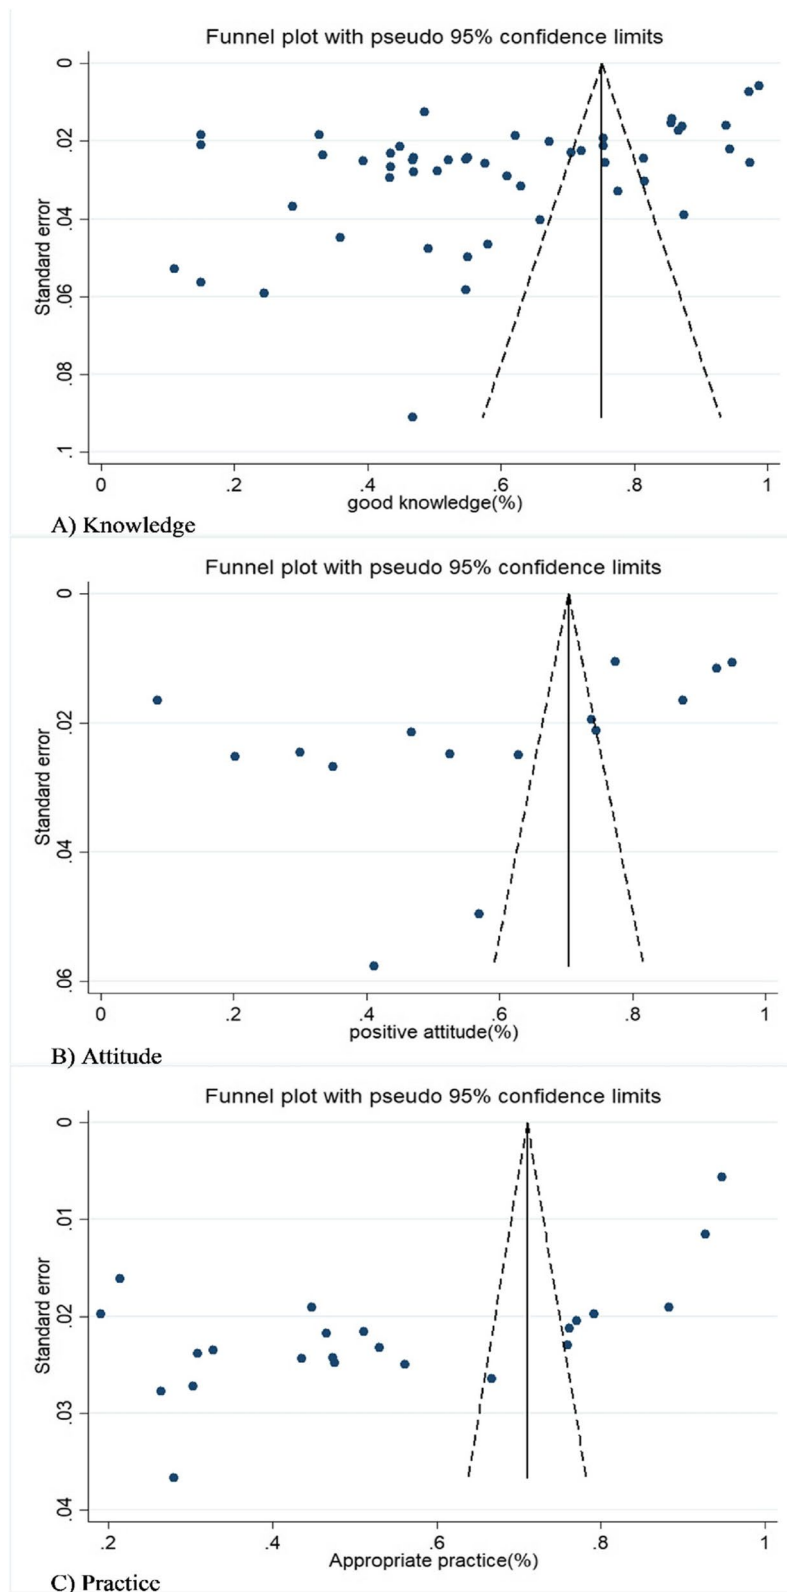 Funnel plot with pseudo 95% confidence limits
Standard error
0
.02
.04
.06
.08
.1
0 .2 .4 .6 .8 1
good knowledge(%)
A) Knowledge
Funnel plot with pseudo 95% confidence limits
Standard error
0
.02
.04
.06
0 .2 .4 .6 .8 1
positive attitude(%)
B) Attitude
Funnel plot with pseudo 95% confidence limits
Standard error
0
.01
.02
.03
.04
.2 .4 .6 .8 1
Appropriate practice(%)
C) Practice